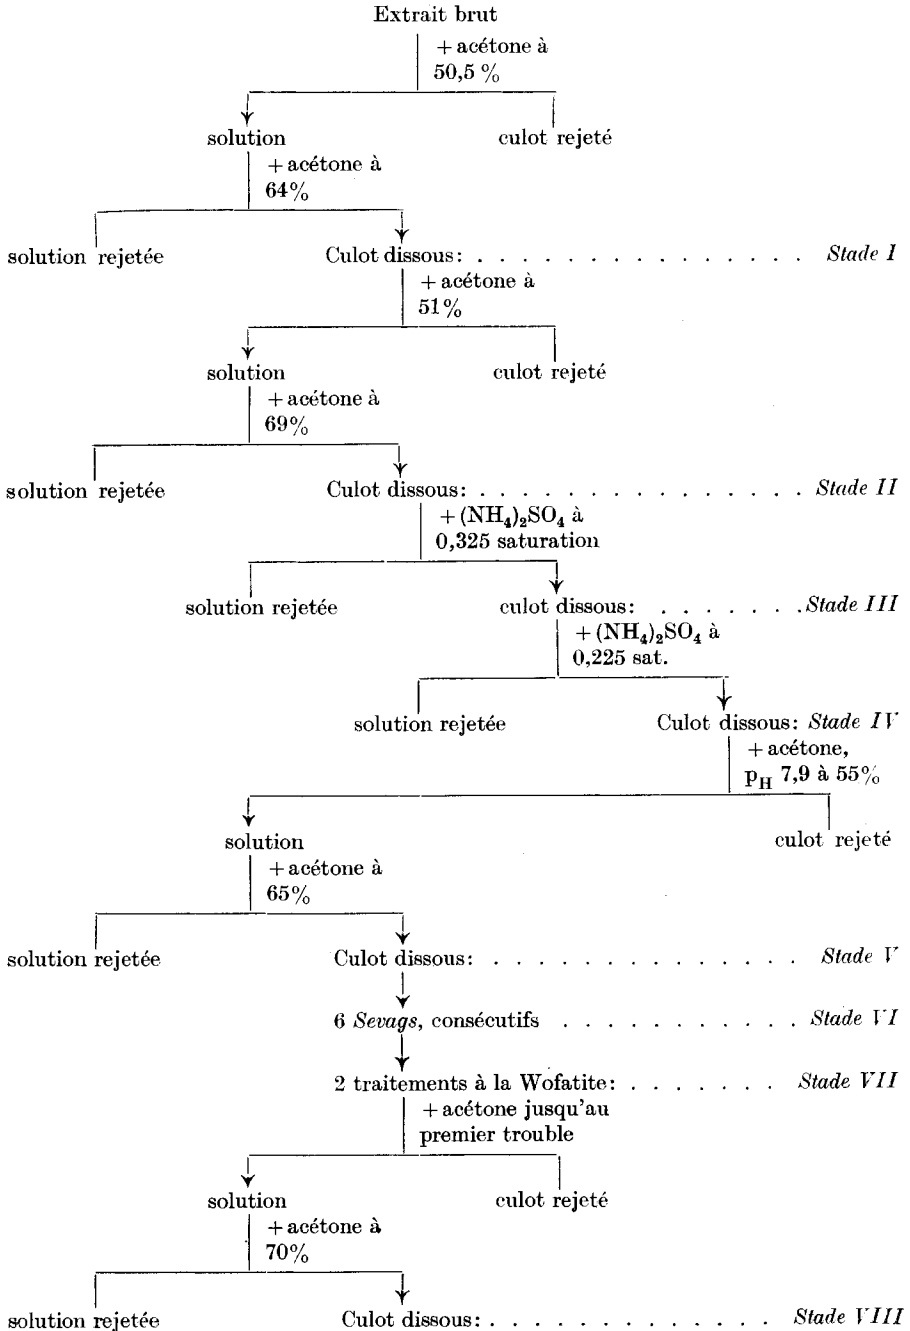 Extrait brut
+ acétone à
50,5 %
solution culot rejeté
+ acétone à
64%
solution rejetée Culot dissous: . . . . . . . . . . . . . . . Stade I
+ acétone à
51%
solution culot rejeté
+ acétone à
69%
solution rejetée Culot dissous: . . . . . . . . . . . . . . . Stade II
+ (NH₄)₂SO₄ à
0,325 saturation
solution rejetée culot dissous: . . . . . . . Stade III
+ (NH₄)₂SO₄ à
0,225 sat.
solution rejetée Culot dissous: Stade IV
+ acétone,
pH 7,9 à 55%
solution culot rejeté
+ acétone à
65%
solution rejetée Culot dissous: . . . . . . . . . . . . . . Stade V
6 Sevags, consécutifs . . . . . . . . . . . Stade VI
2 traitements à la Wofatite: . . . . . . . Stade VII
+ acétone jusqu'au
premier trouble
solution culot rejeté
+ acétone à
70%
solution rejetée Culot dissous: . . . . . . . . . . . . . Stade VIII